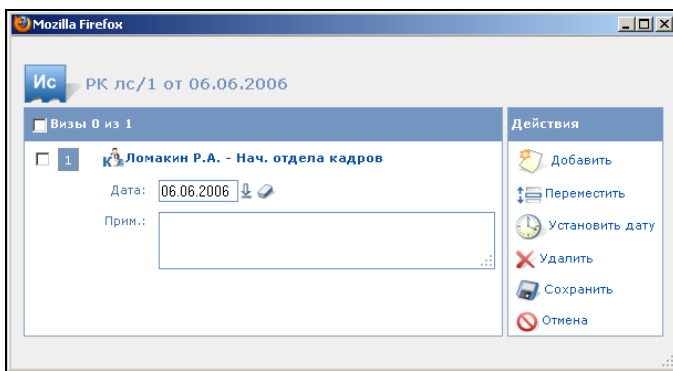 Mozilla Firefox
Ис
РК лс/1 от 06.06.2006
Визы 0 из 1
Действия
1
Ломакин Р.А. - Нач. отдела кадров
Дата: 06.06.2006
Прим.:
Добавить
Переместить
Установить дату
Удалить
Сохранить
Отмена